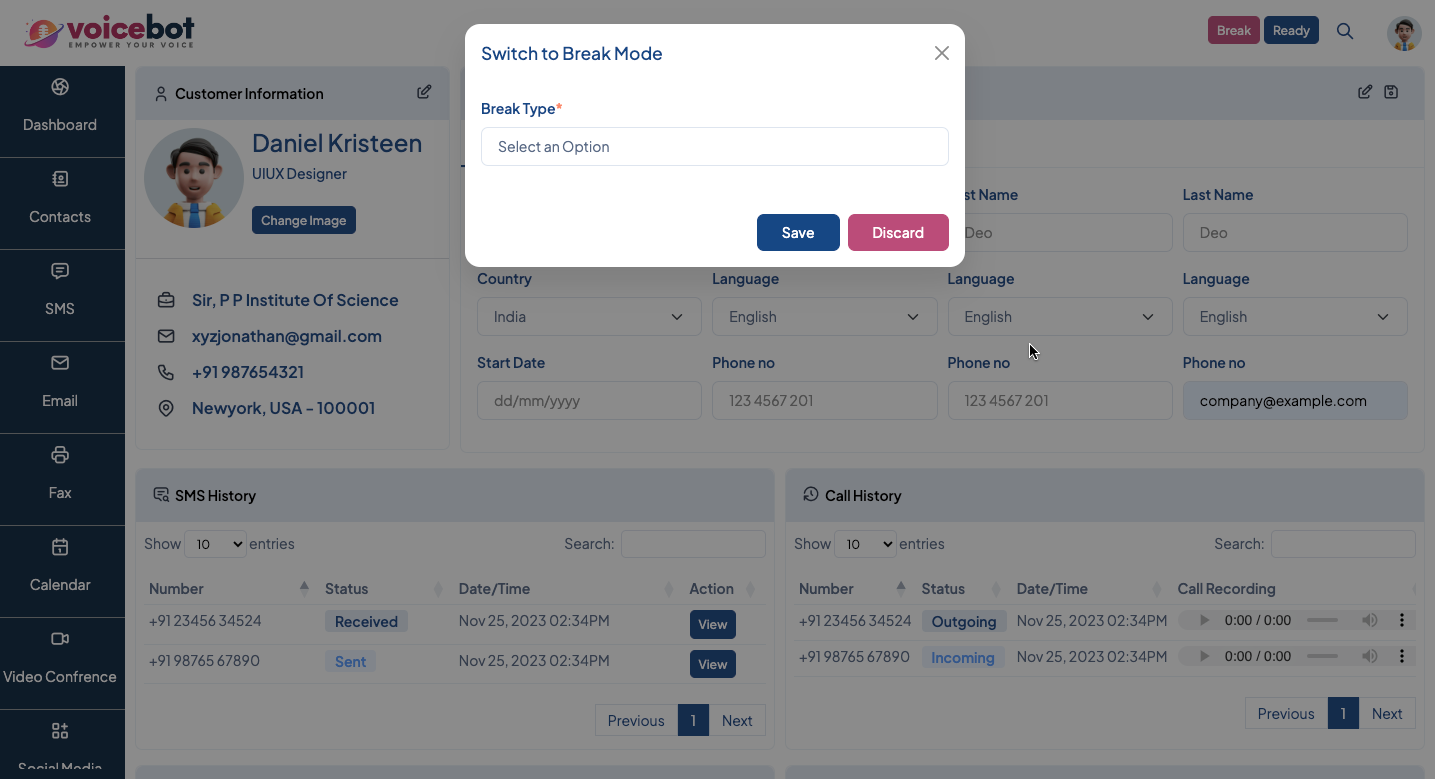 voicebot
EMPOWER YOUR VOICE
Break
Ready
Switch to Break Mode
Break Type*
Select an Option
Save
Discard
Dashboard
Contacts
SMS
Email
Fax
Calendar
Video Confrence
Social Media
Customer Information
Daniel Kristeen
UIUX Designer
Change Image
Sir, P P Institute Of Science
xyzjonathan@gmail.com
+91 987654321
Newyork, USA - 100001
st Name
Last Name
Deo
Deo
Country
Language
Language
Language
India
English
English
English
Start Date
Phone no
Phone no
Phone no
dd/mm/yyyy
123 4567 201
123 4567 201
company@example.com
SMS History
Show 10 entries
Search:
Number Status Date/Time Action
+91 23456 34524 Received Nov 25, 2023 02:34PM View
+91 98765 67890 Sent Nov 25, 2023 02:34PM View
Previous 1 Next
Call History
Show 10 entries
Search:
Number Status Date/Time Call Recording
+91 23456 34524 Outgoing Nov 25, 2023 02:34PM 0:00 / 0:00
+91 98765 67890 Incoming Nov 25, 2023 02:34PM 0:00 / 0:00
Previous 1 Next